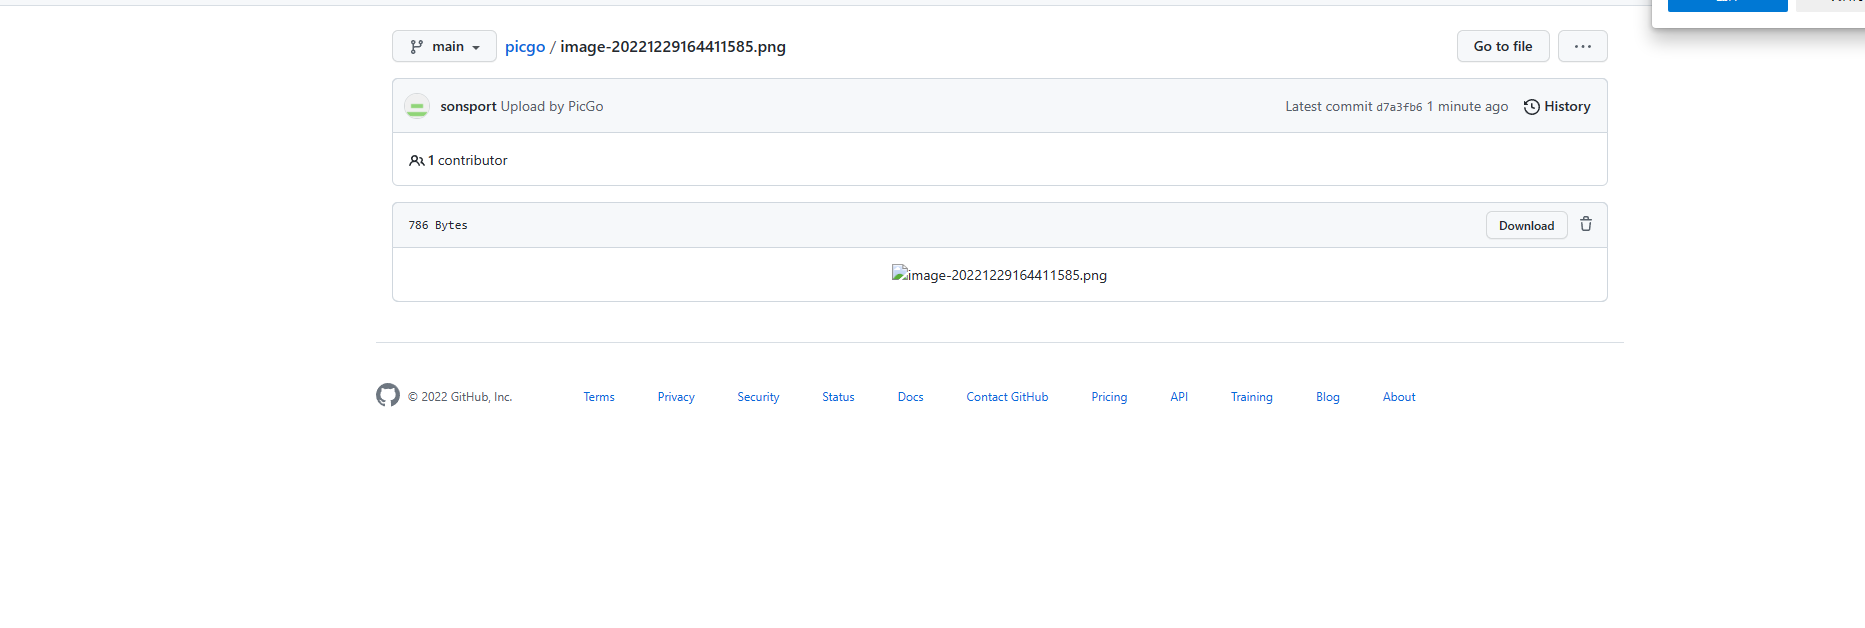 main
picgo / image-20221229164411585.png
Go to file
sonsport Upload by PicGo
Latest commit d7a3fb6 1 minute ago
History
1 contributor
786 Bytes
Download
image-20221229164411585.png
© 2022 GitHub, Inc.
Terms
Privacy
Security
Status
Docs
Contact GitHub
Pricing
API
Training
Blog
About